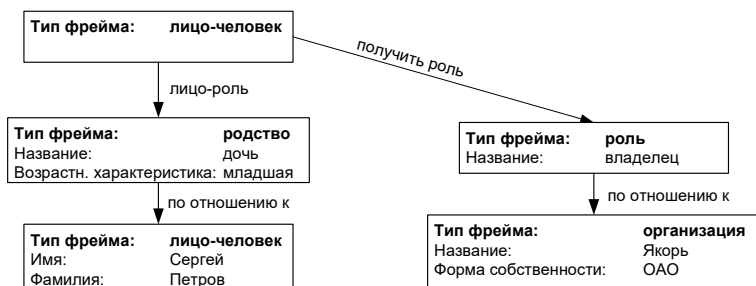 Тип фрейма: лицо-человек
получить роль
лицо-роль
Тип фрейма: родство
Название: дочь
Возрастн. характеристика: младшая
Тип фрейма: роль
Название: владелец
по отношению к
по отношению к
Тип фрейма: лицо-человек
Имя: Сергей
Фамилия: Петров
Тип фрейма: организация
Название: Якорь
Форма собственности: ОАО